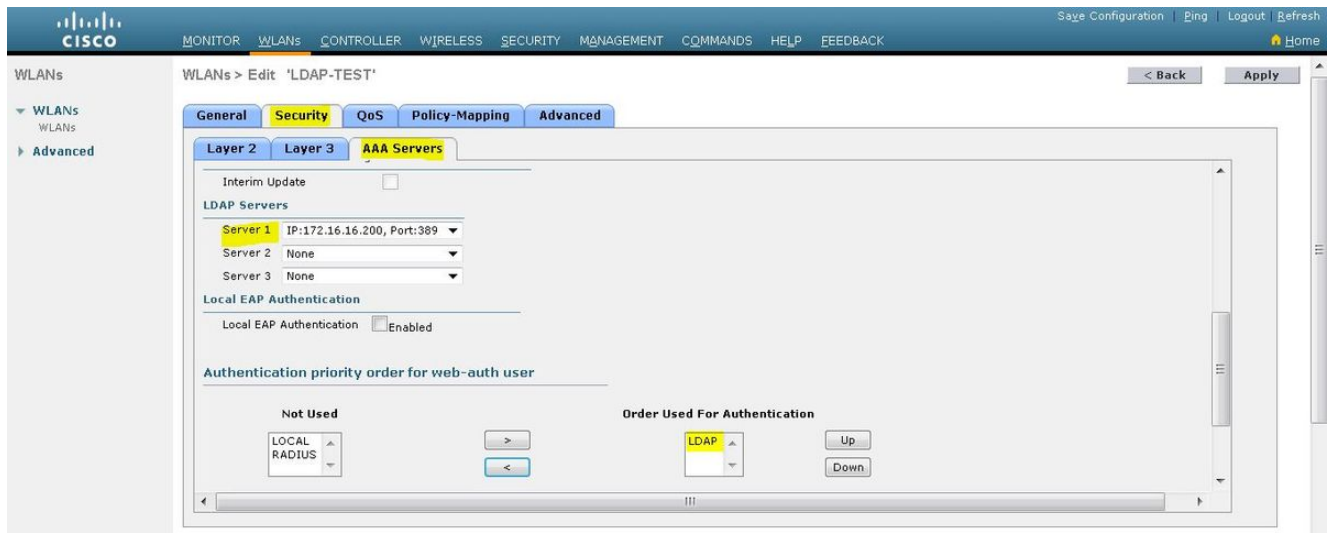 Save Configuration | Ping | Logout | Refresh
CISCO
MONITOR WLANs CONTROLLER WIRELESS SECURITY MANAGEMENT COMMANDS HELP FEEDBACK
Home
WLANs
WLANs > Edit 'LDAP-TEST'
< Back
Apply
WLANs
WLANs
Advanced
General Security QoS Policy-Mapping Advanced
Layer 2 Layer 3 AAA Servers
Interim Update
LDAP Servers
Server 1 IP:172.16.16.200, Port:389
Server 2 None
Server 3 None
Local EAP Authentication
Local EAP Authentication Enabled
Authentication priority order for web-auth user
Not Used
Order Used For Authentication
LOCAL
RADIUS
>
<
LDAP
Up
Down